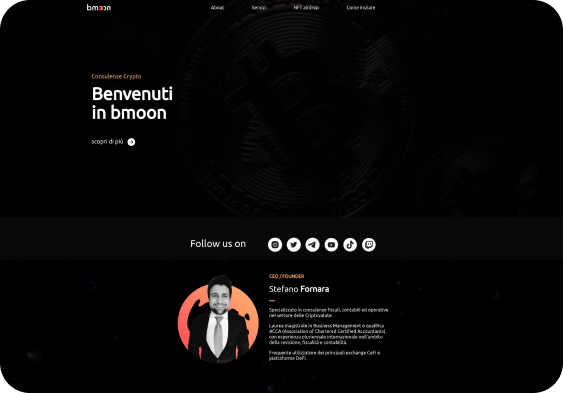 bmoon
About Servizi NFT airdrop Come iniziare
Consulenze Crypto
Benvenuti
in bmoon
scopri di più
Follow us on
CEO / FOUNDER
Stefano Fornara
Specializzato in consulenze fiscali, contabili ed operative
nel settore delle Criptovalute.
Laurea magistrale in Business Management e qualifica
ACCA (Association of Chartered Certified Accountants),
con esperienza pluriennale internazionale nell'ambito
della revisione, fiscalità e contabilità.
Frequente utilizzatore dei principali exchange CeFi e
piattaforme DeFi.